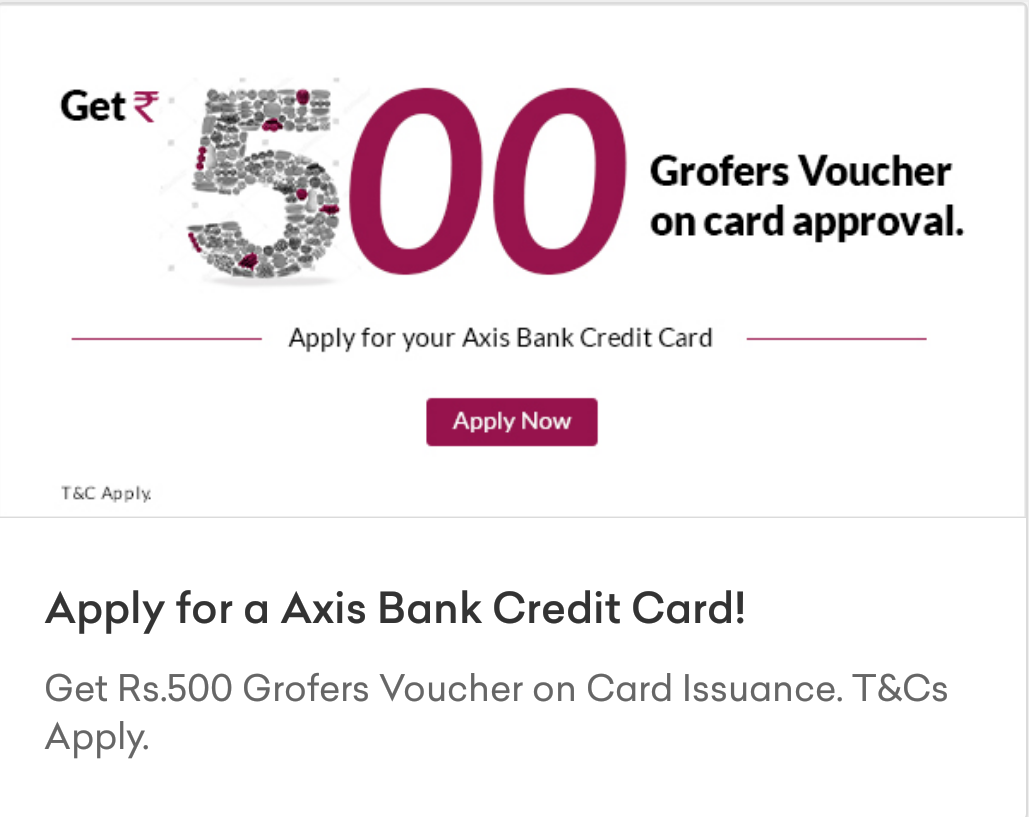 Get ₹ 500
Grofers Voucher
on card approval.
Apply for your Axis Bank Credit Card
Apply Now
T&C Apply.
Apply for a Axis Bank Credit Card!
Get Rs.500 Grofers Voucher on Card Issuance. T&Cs
Apply.